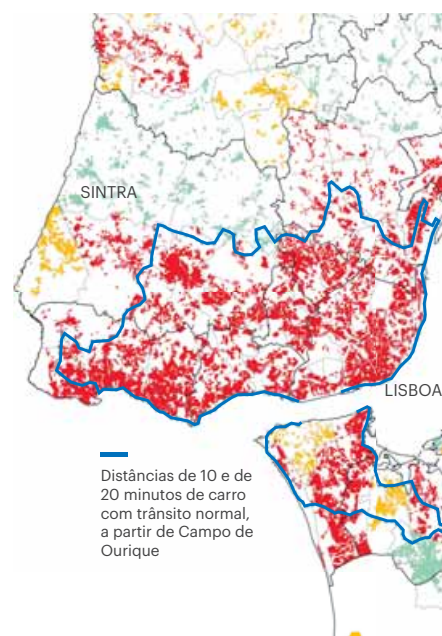 SINTRA
LISBOA
Distâncias de 10 e de
20 minutos de carro
com trânsito normal,
a partir de Campo de
Ourique